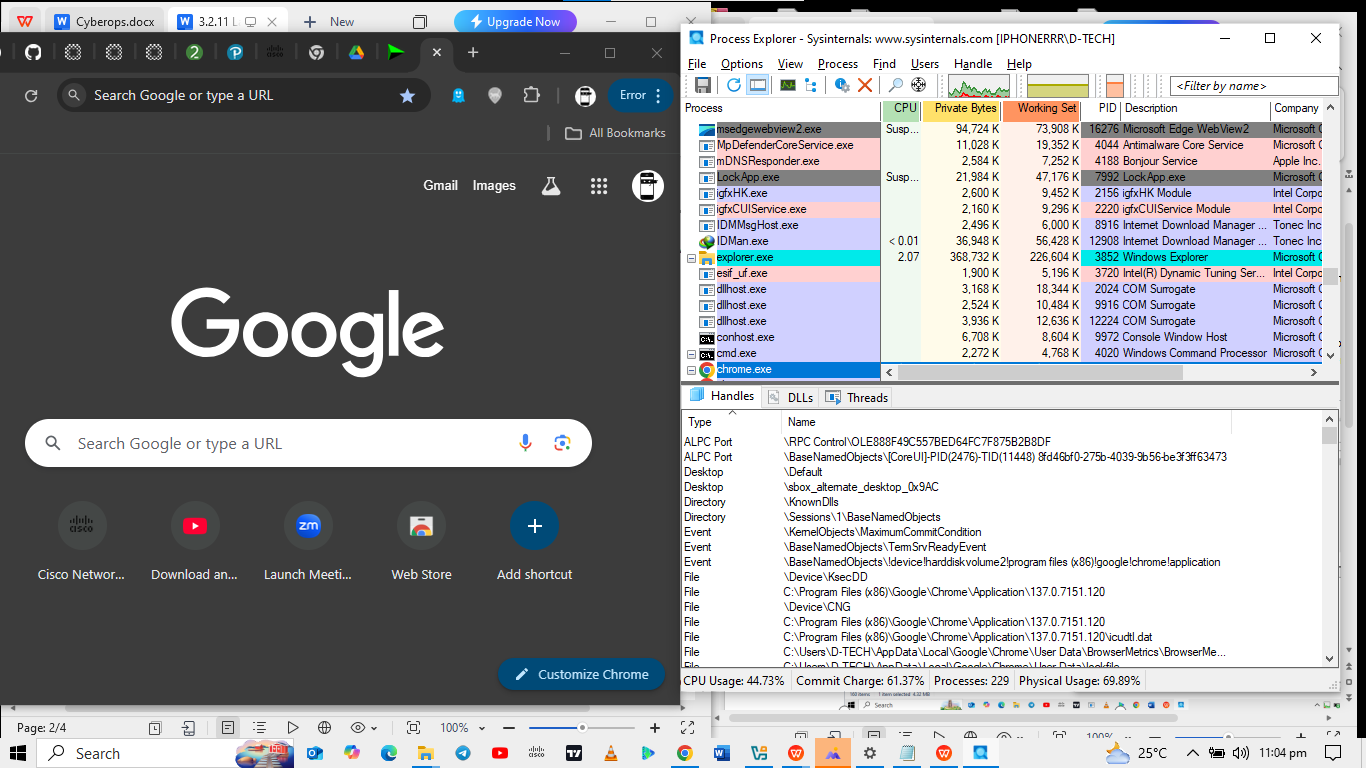 Cyberops.docx
3.2.11 L
New
Upgrade Now
Search Google or type a URL
Error
All Bookmarks
Gmail
Images
Google
Search Google or type a URL
Cisco Networ...
Download an...
Launch Meeti...
Web Store
Add shortcut
Customize Chrome
Process Explorer - Sysinternals: www.sysinternals.com [IPHONERRR\D-TECH]
File Options View Process Find Users Handle Help
<Filter by name>
Process CPU Private Bytes Working Set PID Description Company
msedgewebview2.exe Susp... 94,724 K 73,908 K 16276 Microsoft Edge WebView2 Microsoft C
MpDefenderCoreService.exe 11,028 K 19,352 K 4044 Antimalware Core Service Microsoft C
mDNSResponder.exe 2,584 K 7,252 K 4188 Bonjour Service Apple Inc.
LockApp.exe Susp... 21,984 K 47,176 K 7992 LockApp.exe Microsoft C
igfxHK.exe 2,600 K 9,452 K 2156 igfxHK Module Intel Corpo
igfxCUIService.exe 2,160 K 9,296 K 2220 igfxCUIService Module Intel Corpo
IDMMsgHost.exe 2,496 K 6,000 K 8916 Internet Download Manager ... Tonec Inc
IDMan.exe < 0.01 36,948 K 56,428 K 12908 Internet Download Manager ... Tonec Inc
explorer.exe 2.07 368,732 K 226,604 K 3852 Windows Explorer Microsoft C
esif_uf.exe 1,900 K 5,196 K 3720 Intel(R) Dynamic Tuning Ser... Intel Corpo
dllhost.exe 3,168 K 18,344 K 2024 COM Surrogate Microsoft C
dllhost.exe 2,524 K 10,484 K 9916 COM Surrogate Microsoft C
dllhost.exe 3,936 K 12,636 K 12224 COM Surrogate Microsoft C
conhost.exe 6,708 K 8,604 K 9972 Console Window Host Microsoft C
cmd.exe 2,272 K 4,768 K 4020 Windows Command Processor Microsoft C
chrome.exe
Handles DLLs Threads
Type Name
ALPC Port \RPC Control\OLE888F49C557BED64FC7F875B2B8DF
ALPC Port \BaseNamedObjects\[CoreUI]-PID(2476)-TID(11448) 8fd46bf0-275b-4039-9b56-be3f3ff63473
Desktop \Default
Desktop \sbox_alternate_desktop_0x9AC
Directory \KnownDlls
Directory \Sessions\1\BaseNamedObjects
Event \KernelObjects\MaximumCommitCondition
Event \BaseNamedObjects\TermSrvReadyEvent
Event \BaseNamedObjects\!device!harddiskvolume2!program files (x86)!google!chrome!application
File \Device\KsecDD
File C:\Program Files (x86)\Google\Chrome\Application\137.0.7151.120
File \Device\CNG
File C:\Program Files (x86)\Google\Chrome\Application\137.0.7151.120
File C:\Program Files (x86)\Google\Chrome\Application\137.0.7151.120\icudtl.dat
File C:\Users\D-TECH\AppData\Local\Google\Chrome\User Data\BrowserMetrics\BrowserMe...
File C:\Users\D-TECH\AppData\Local\Google\Chrome\User Data\lockfile
CPU Usage: 44.73% Commit Charge: 61.37% Processes: 229 Physical Usage: 69.89%
Search
Page: 2/4
100%
100%
Search
25°C
11:04 pm